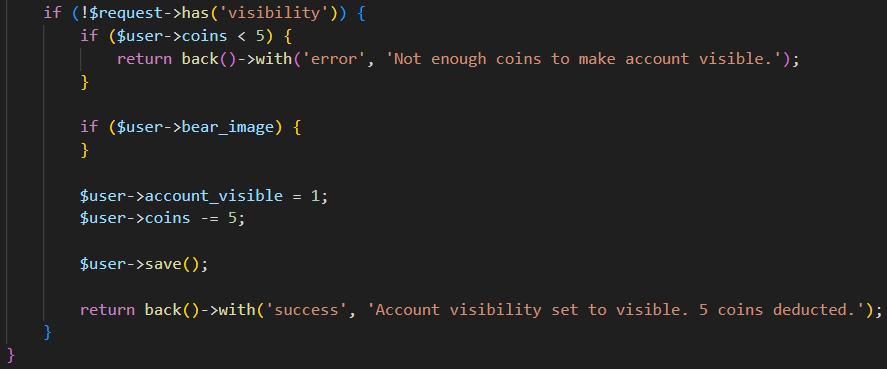 if (!$request->has('visibility')) {
if ($user->coins < 5) {
return back()->with('error', 'Not enough coins to make account visible.');
}
if ($user->bear_image) {
}
$user->account_visible = 1;
$user->coins -= 5;
$user->save();
return back()->with('success', 'Account visibility set to visible. 5 coins deducted.');
}
}